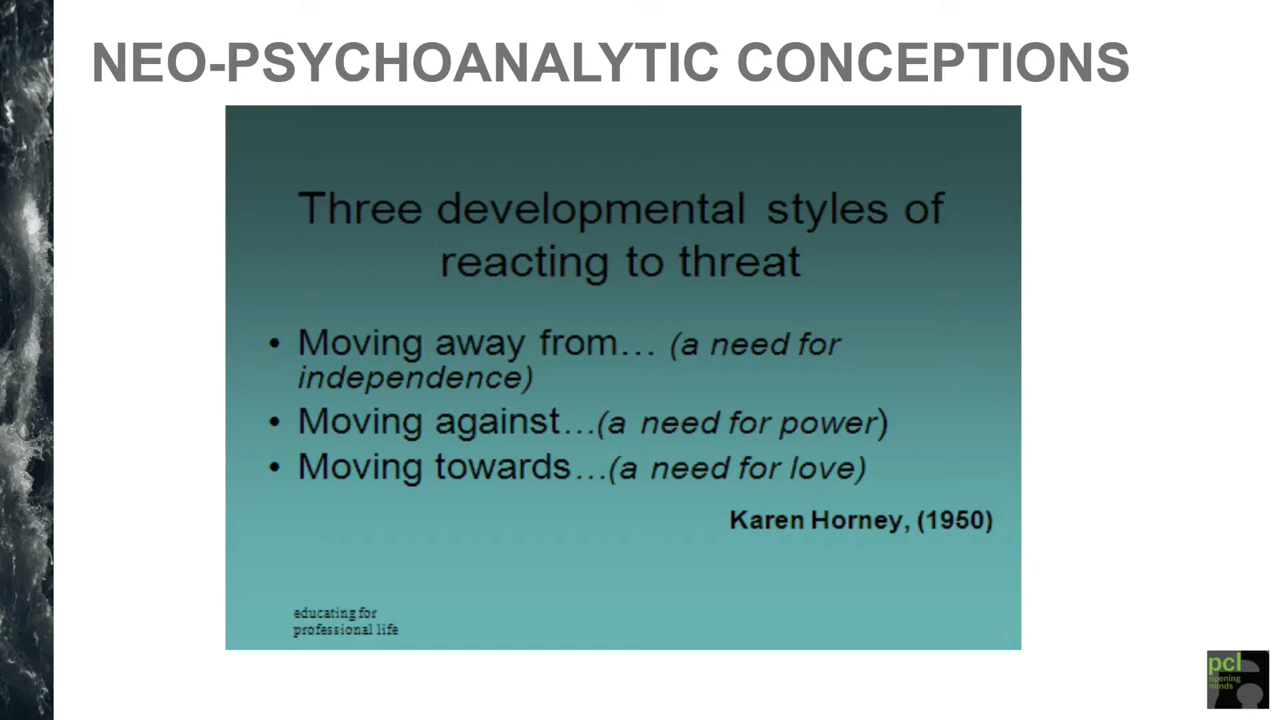 NEO-PSYCHOANALYTIC CONCEPTIONS
Three developmental styles of
reacting to threat
• Moving away from… (a need for
independence)
• Moving against…(a need for power)
• Moving towards…(a need for love)
Karen Horney, (1950)
educating for
professional life
pcl
opening
minds